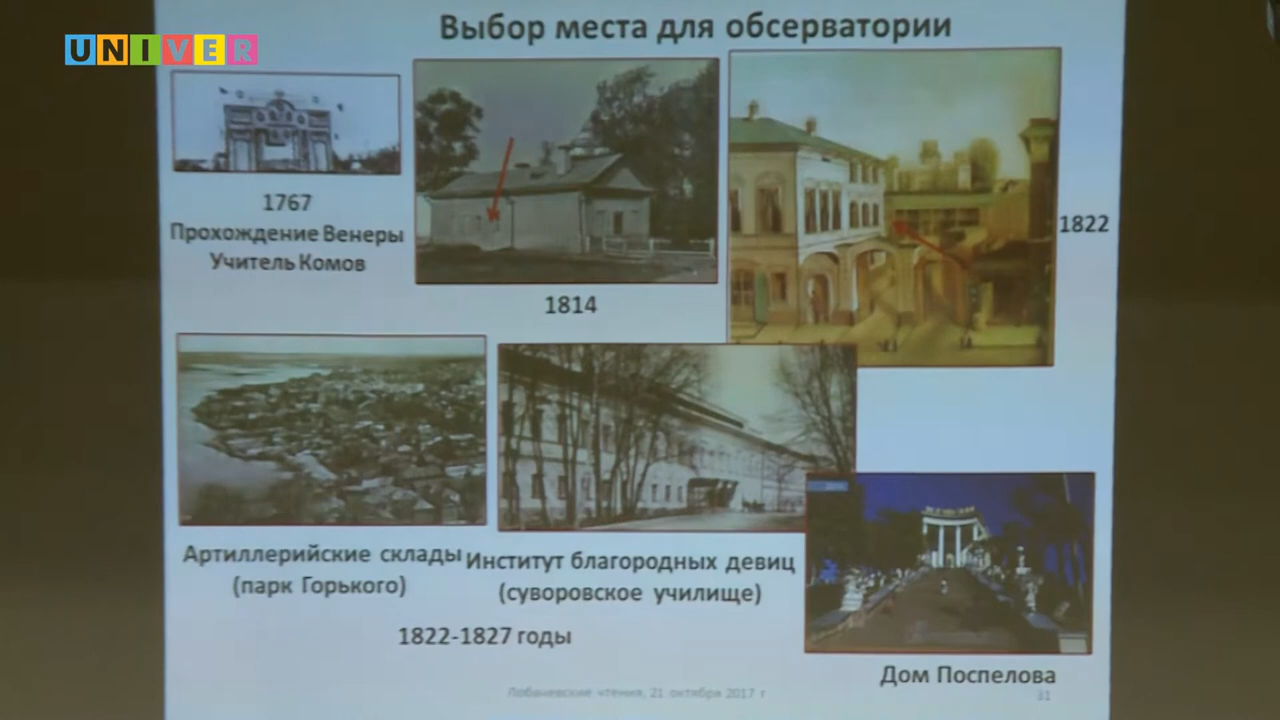 UNIVER
Выбор места для обсерватории
1767
Прохождение Венеры
Учитель Комов
1814
1822
Артиллерийские склады
(парк Горького)
Институт благородных девиц
(суворовское училище)
1822-1827 годы
Дом Поспелова
Лобачевские чтения, 21 октября 2017 г
31